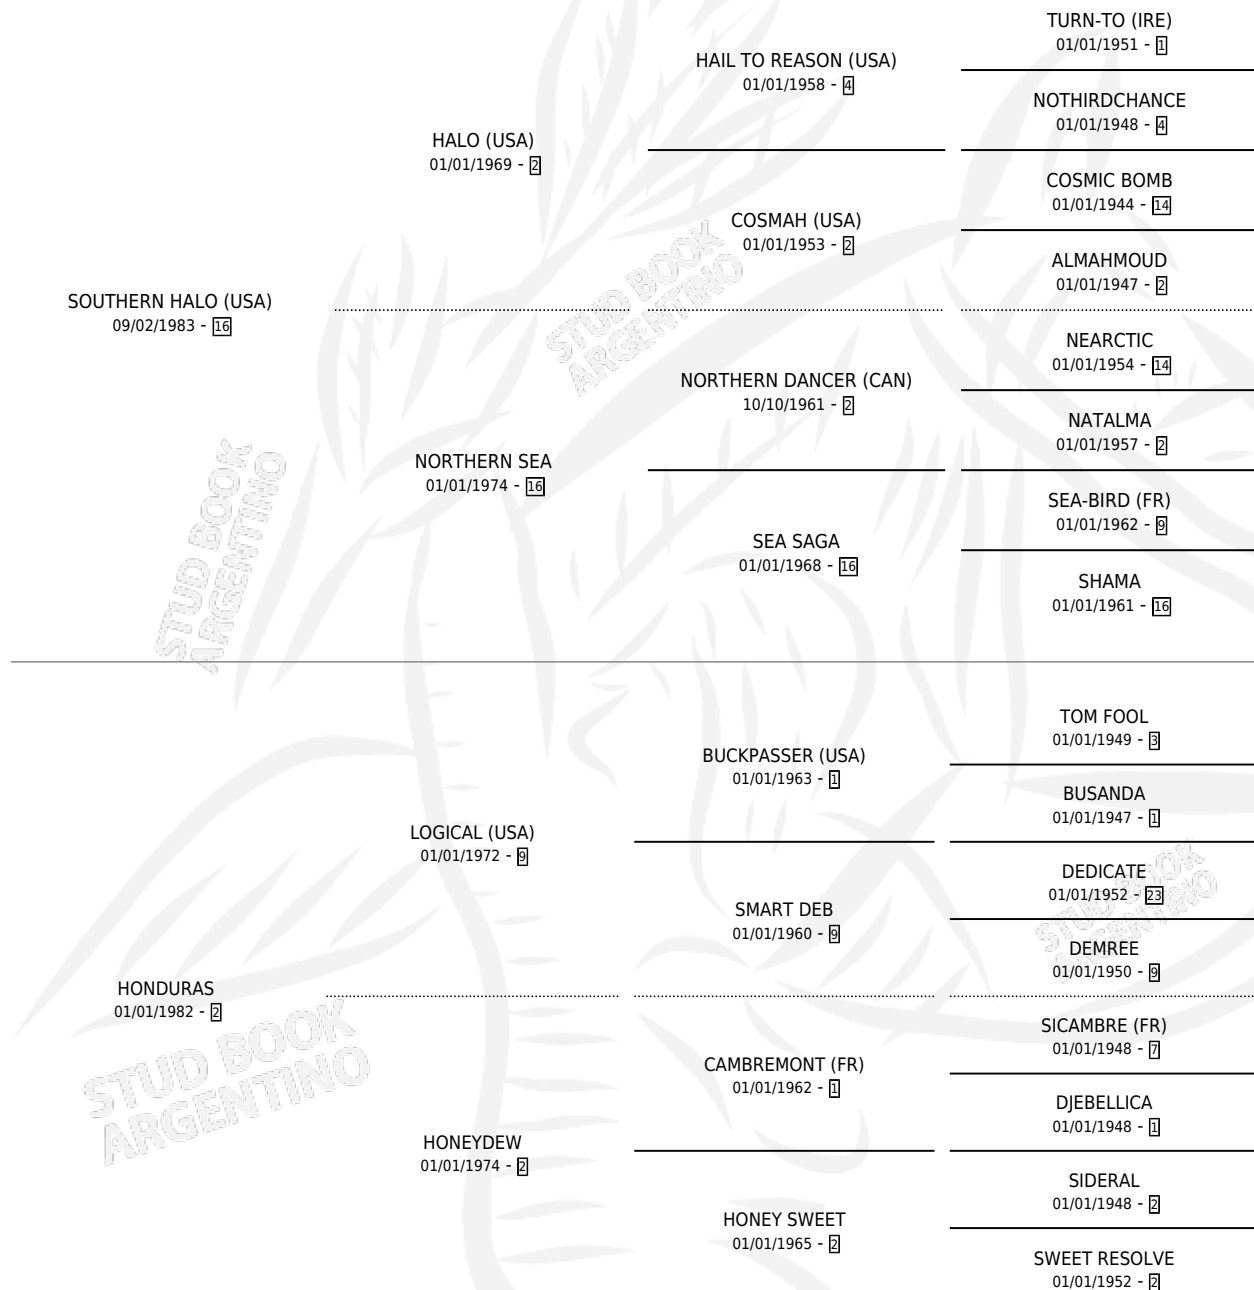 TURN-TO (IRE)
01/01/1951 - 1
HAIL TO REASON (USA)
01/01/1958 - 4
NOTHIRDCHANCE
01/01/1948 - 4
HALO (USA)
01/01/1969 - 2
COSMIC BOMB
01/01/1944 - 14
COSMAH (USA)
01/01/1953 - 2
ALMAHMOUD
01/01/1947 - 2
SOUTHERN HALO (USA)
09/02/1983 - 16
STUD BOOK
ARGENTINO
NEARCTIC
01/01/1954 - 14
NORTHERN DANCER (CAN)
10/10/1961 - 2
NATALMA
01/01/1957 - 2
NORTHERN SEA
01/01/1974 - 16
SEA-BIRD (FR)
01/01/1962 - 9
SEA SAGA
01/01/1968 - 16
SHAMA
01/01/1961 - 16
STUD BOOK
ARGENTINO
TOM FOOL
01/01/1949 - 3
BUCKPASSER (USA)
01/01/1963 - 1
BUSANDA
01/01/1947 - 1
LOGICAL (USA)
01/01/1972 - 9
DEDICATE
01/01/1952 - 23
SMART DEB
01/01/1960 - 9
STUD BOOK
ARGENTINO
DEMREE
01/01/1950 - 9
HONDURAS
01/01/1982 - 2
SICAMBRE (FR)
01/01/1948 - 7
CAMBREMONT (FR)
01/01/1962 - 1
STUD BOOK
ARGENTINO
DJEBELLICA
01/01/1948 - 1
HONEYDEW
01/01/1974 - 2
SIDERAL
01/01/1948 - 2
HONEY SWEET
01/01/1965 - 2
SWEET RESOLVE
01/01/1952 - 2